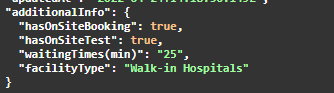 "additionalInfo": {
"hasOnSiteBooking": true,
"hasOnSiteTest": true,
"waitingTimes(min)": "25",
"facilityType": "Walk-in Hospitals"
}